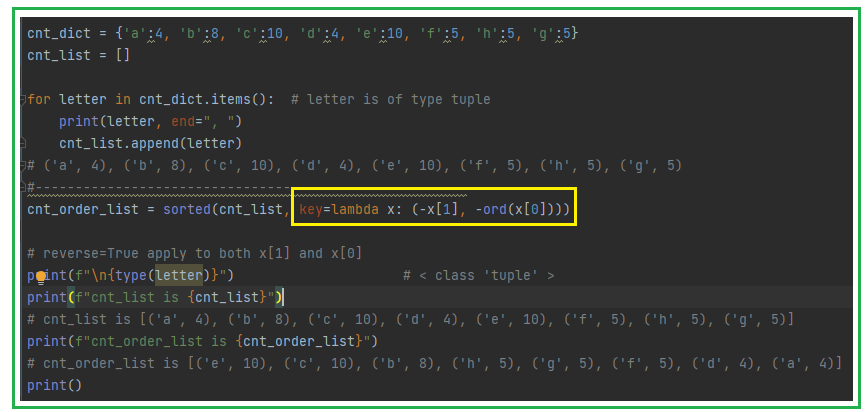 cnt_dict = {'a':4, 'b':8, 'c':10, 'd':4, 'e':10, 'f':5, 'h':5, 'g':5}
cnt_list = []
for letter in cnt_dict.items():  # letter is of type tuple
    print(letter, end=", ")
    cnt_list.append(letter)
# ('a', 4), ('b', 8), ('c', 10), ('d', 4), ('e', 10), ('f', 5), ('h', 5), ('g', 5)
#------------------------------------------------------
cnt_order_list = sorted(cnt_list, key=lambda x: (-x[1], -ord(x[0])))
# reverse=True apply to both x[1] and x[0]
print(f"\n{type(letter)}")                     # < class 'tuple' >
print(f"cnt_list is {cnt_list}")
# cnt_list is [('a', 4), ('b', 8), ('c', 10), ('d', 4), ('e', 10), ('f', 5), ('h', 5), ('g', 5)]
print(f"cnt_order_list is {cnt_order_list}")
# cnt_order_list is [('e', 10), ('c', 10), ('b', 8), ('h', 5), ('g', 5), ('f', 5), ('d', 4), ('a', 4)]
print()